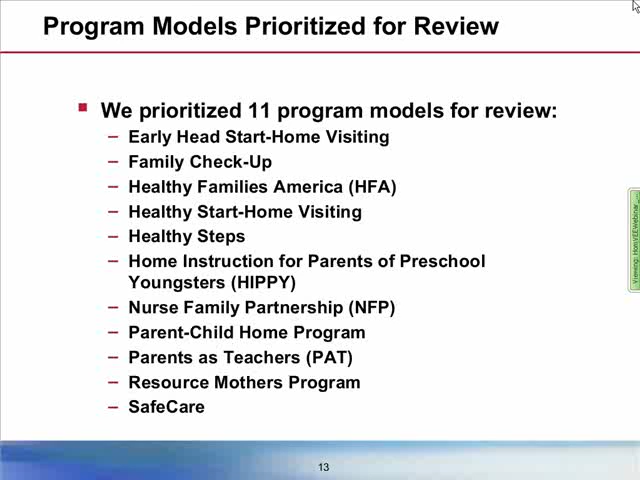 Program Models Prioritized for Review
We prioritized 11 program models for review:
– Early Head Start-Home Visiting
– Family Check-Up
– Healthy Families America (HFA)
– Healthy Start-Home Visiting
– Healthy Steps
– Home Instruction for Parents of Preschool
Youngsters (HIPPY)
– Nurse Family Partnership (NFP)
– Parent-Child Home Program
– Parents as Teachers (PAT)
– Resource Mothers Program
– SafeCare
13
Viewing: HomVEEWebinar